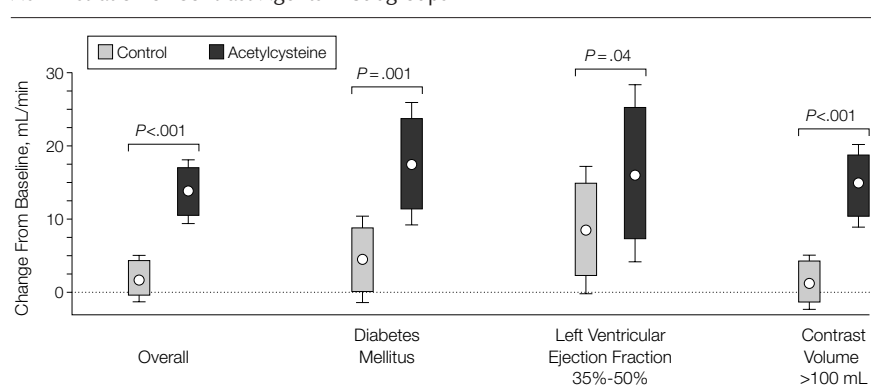 Control
Acetylcysteine
P<.001
P=.001
P=.04
P<.001
Change From Baseline, mL/min
30
20
10
0
Overall
Diabetes
Mellitus
Left Ventricular
Ejection Fraction
35%-50%
Contrast
Volume
>100 mL